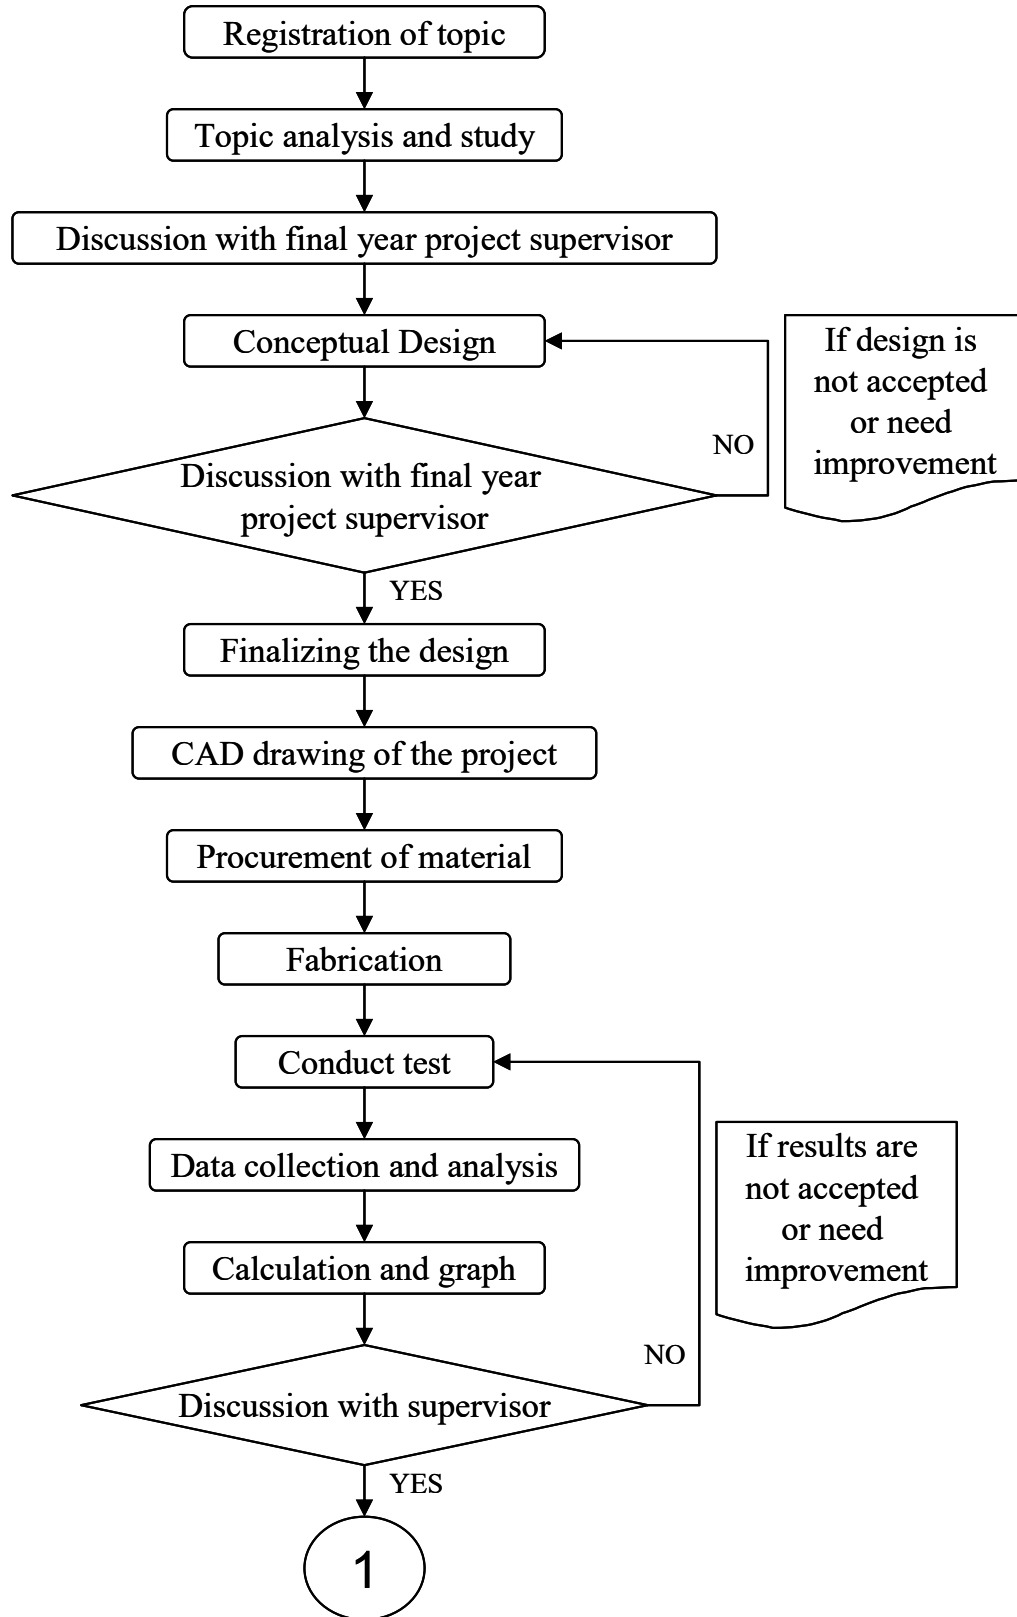 Registration of topic
Topic analysis and study
Discussion with final year project supervisor
Conceptual Design
If design is
not accepted
or need
improvement
NO
Discussion with final year
project supervisor
YES
Finalizing the design
CAD drawing of the project
Procurement of material
Fabrication
Conduct test
Data collection and analysis
If results are
not accepted
or need
improvement
Calculation and graph
NO
Discussion with supervisor
YES
1